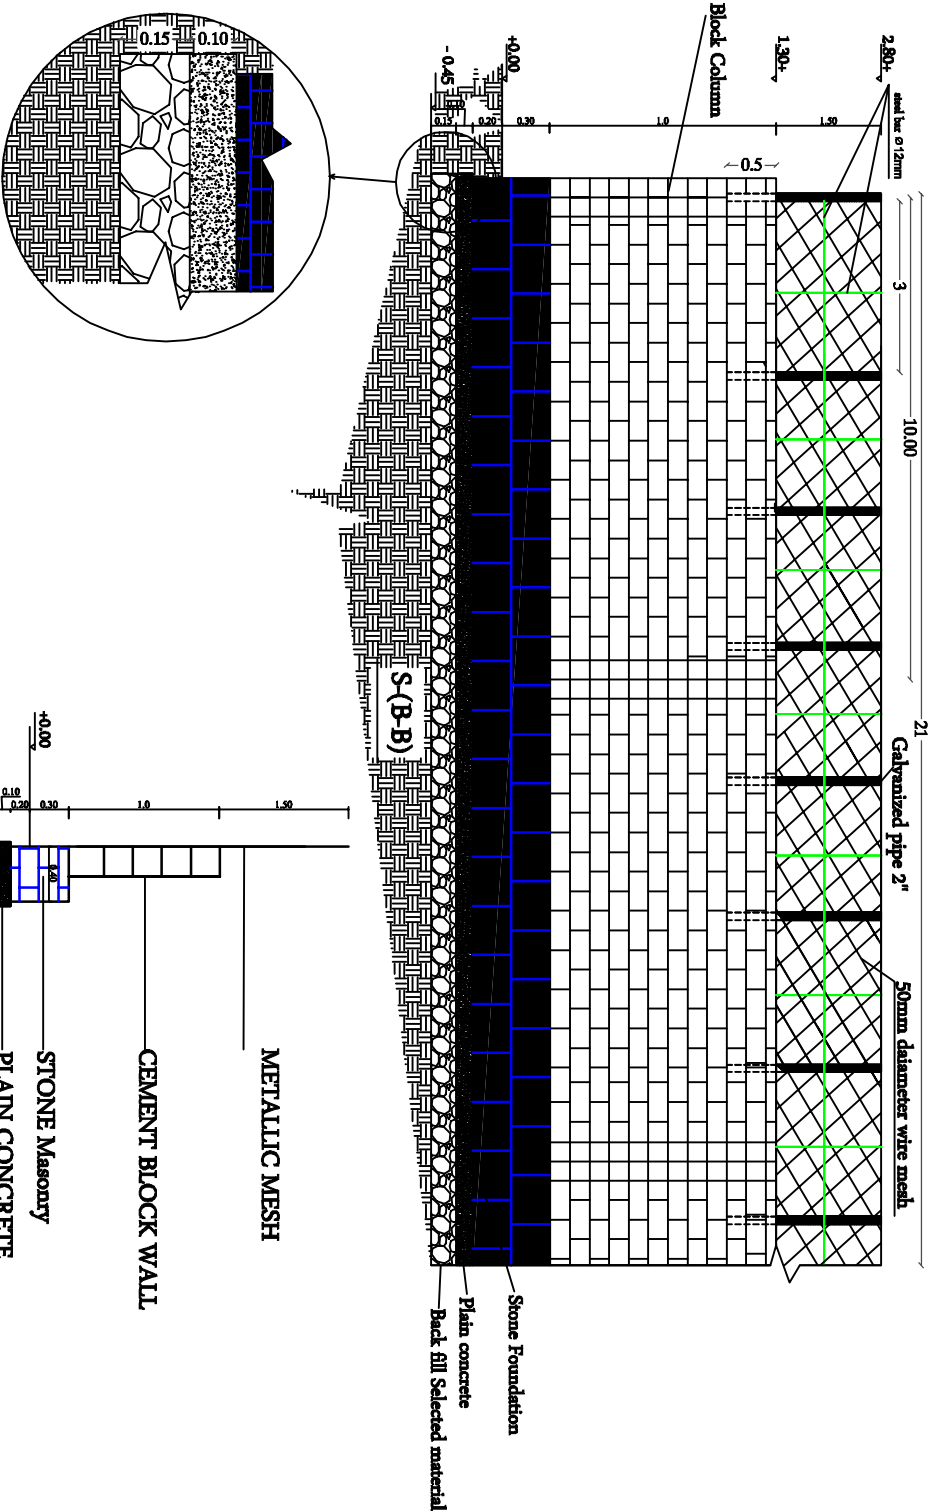 21
10.00
3
Galvanized pipe 2"
50mm daiameter wire mesh
steel bar Ø12mm
2.80+
1.30+
1.50
0.5
Block Column
1.0
+0.00
0.30
0.20
0.15
- 0.45
Stone Foundation
Plain concrete
Back fill Selected material
S-(B-B)
0.10
0.15
1.50
1.0
+0.00
0.30
0.20
0.10
0.40
METALLIC MESH
CEMENT BLOCK WALL
STONE Masonry
PLAIN CONCRETE